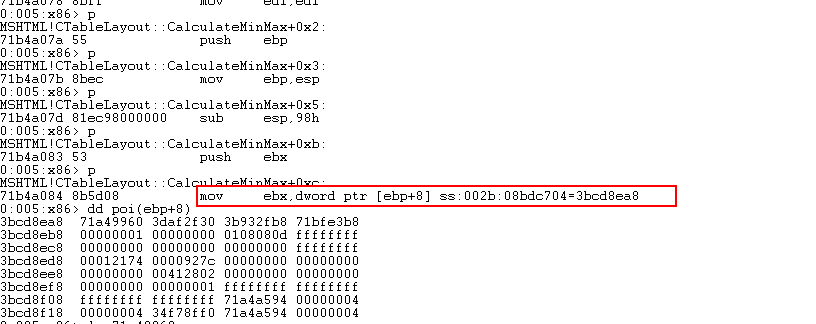 71b4a078 8bff mov edi,edi
0:005:x86> p
MSHTML!CTableLayout::CalculateMinMax+0x2:
71b4a07a 55 push ebp
0:005:x86> p
MSHTML!CTableLayout::CalculateMinMax+0x3:
71b4a07b 8bec mov ebp,esp
0:005:x86> p
MSHTML!CTableLayout::CalculateMinMax+0x5:
71b4a07d 81ec98000000 sub esp,98h
0:005:x86> p
MSHTML!CTableLayout::CalculateMinMax+0xb:
71b4a083 53 push ebx
0:005:x86> p
MSHTML!CTableLayout::CalculateMinMax+0xc:
71b4a084 8b5d08 mov ebx,dword ptr [ebp+8] ss:002b:08bdc704=3bcd8ea8
0:005:x86> dd poi(ebp+8)
3bcd8ea8 71a49960 3daf2f30 3b932fb8 71bfe3b8
3bcd8eb8 00000001 00000000 0108080d ffffffff
3bcd8ec8 00000000 00000000 00000000 ffffffff
3bcd8ed8 00012174 0000927c 00000000 00000000
3bcd8ee8 00000000 00412802 00000000 00000000
3bcd8ef8 00000000 00000001 ffffffff ffffffff
3bcd8f08 ffffffff ffffffff 71a4a594 00000004
3bcd8f18 00000004 34f78ff0 71a4a594 00000004